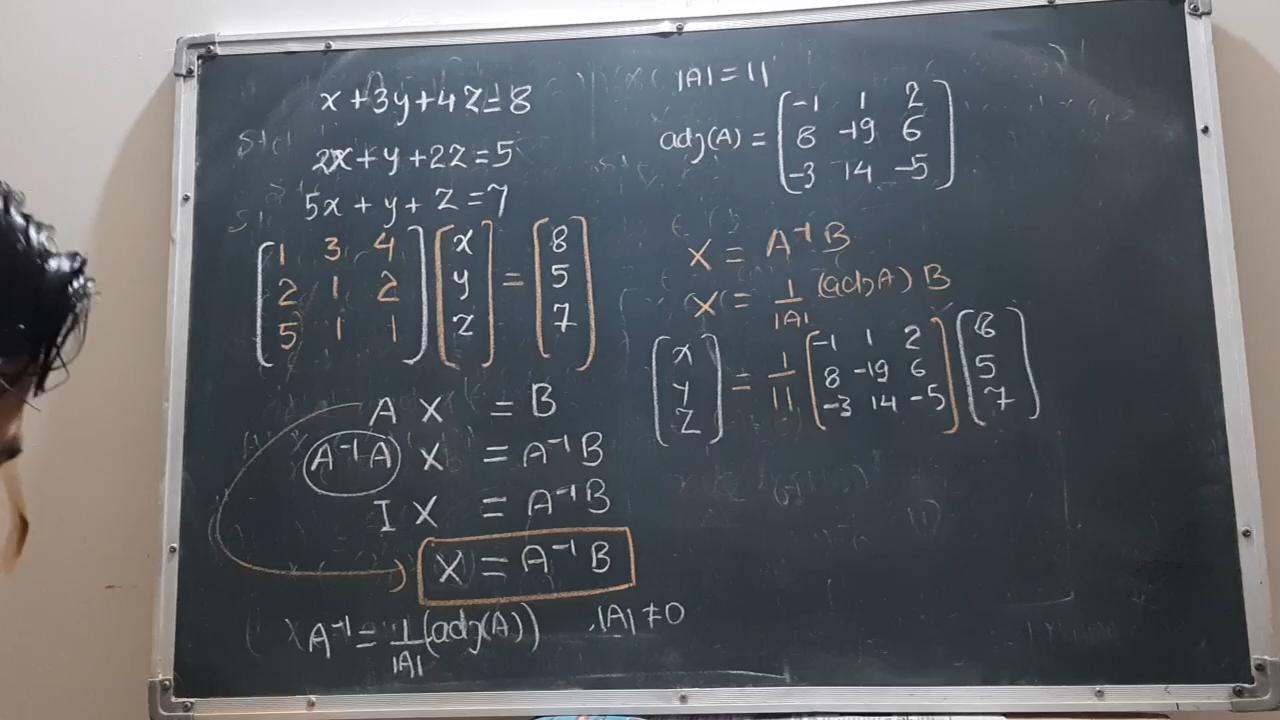 x+3y+4z=8
2x+y+2z=5
5x+y+z=7
[1 3 4] [x] = [8]
[2 1 2] [y] [5]
[5 1 1] [z] [7]
A X = B
A⁻¹A X = A⁻¹B
I X = A⁻¹B
X = A⁻¹B
A⁻¹ = 1/|A| (adj(A)) , |A| ≠ 0
|A| = 11
adj(A) = [-1 1 2]
[8 -19 6]
[-3 14 -5]
X = A⁻¹B
X = 1/|A| (adjA) B
[x] = 1/11 [-1 1 2] [8]
[y] [8 -19 6] [5]
[z] [-3 14 -5] [7]